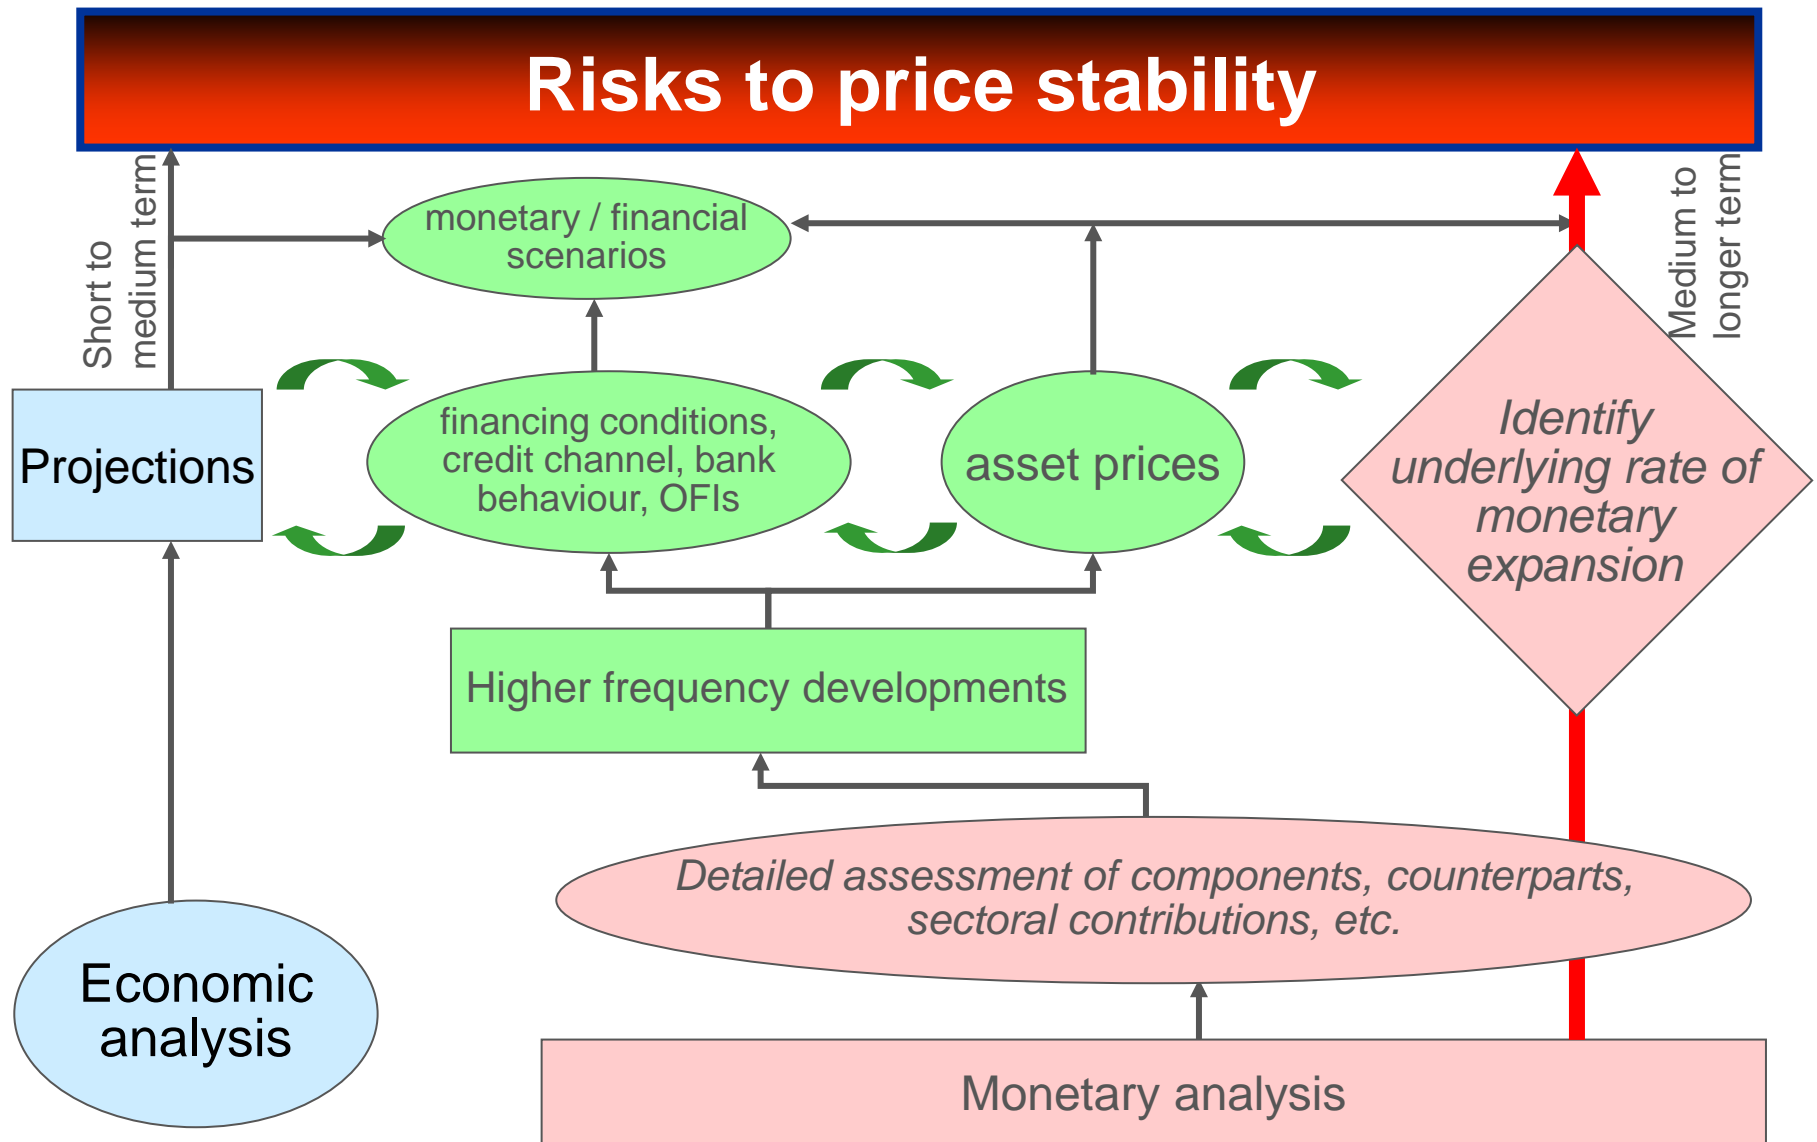 Risks to price stability
Short to
medium term
monetary / financial
scenarios
Medium to
longer term
Projections
financing conditions,
credit channel, bank
behaviour, OFIs
asset prices
Identify
underlying rate of
monetary
expansion
Higher frequency developments
Detailed assessment of components, counterparts,
sectoral contributions, etc.
Economic
analysis
Monetary analysis